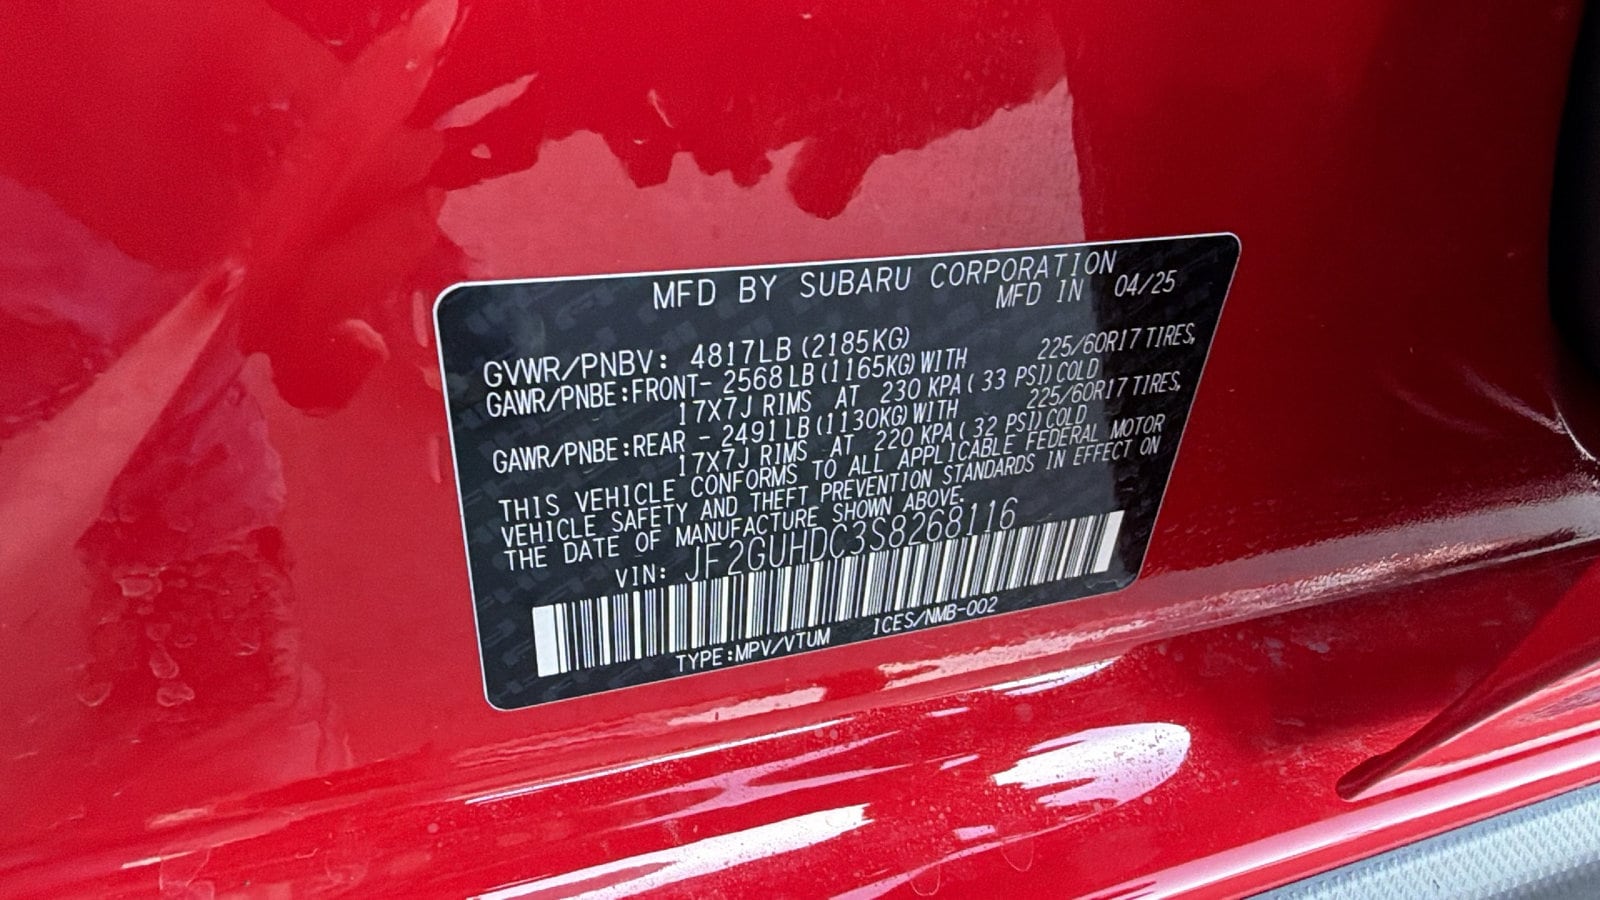 MFD BY SUBARU CORPORATION
MFD IN 04/25
GVWR/PNBV: 4817LB (2185KG)
GAWR/PNBE:FRONT- 2568LB (1165KG) WITH 225/60R17 TIRES,
17X7J RIMS AT 230 KPA ( 33 PSI) COLD
GAWR/PNBE:REAR - 2491LB (1130KG) WITH 225/60R17 TIRES,
17X7J RIMS AT 220 KPA ( 32 PSI) COLD
THIS VEHICLE CONFORMS TO ALL APPLICABLE FEDERAL MOTOR
VEHICLE SAFETY AND THEFT PREVENTION STANDARDS IN EFFECT ON
THE DATE OF MANUFACTURE SHOWN ABOVE.
VIN: JF2GUHDC3S8268116
TYPE:MPV/VTUM ICES/NMB-002